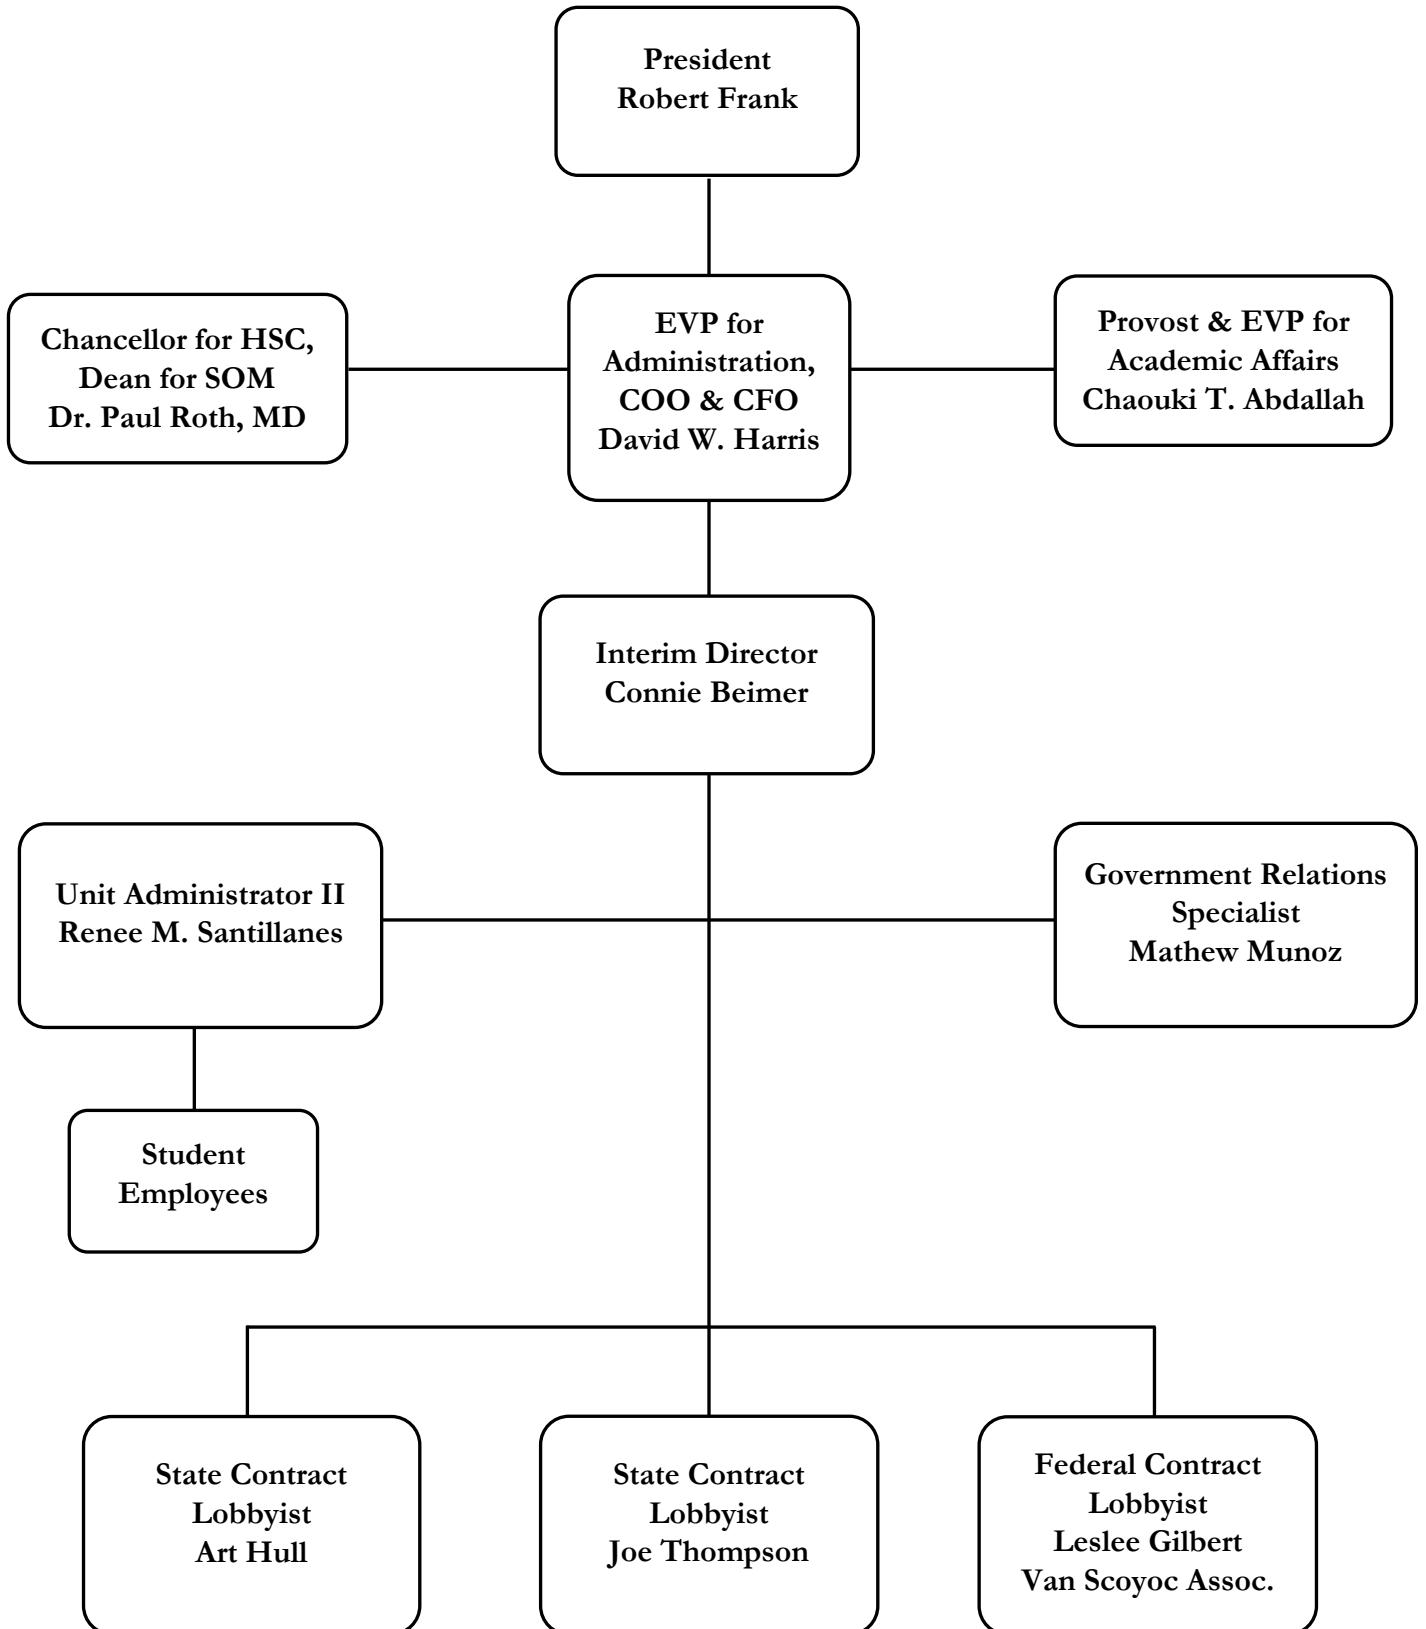 President
Robert Frank
Chancellor for HSC,
Dean for SOM
Dr. Paul Roth, MD
EVP for
Administration,
COO & CFO
David W. Harris
Provost & EVP for
Academic Affairs
Chaouki T. Abdallah
Interim Director
Connie Beimer
Unit Administrator II
Renee M. Santillanes
Government Relations
Specialist
Mathew Munoz
Student
Employees
State Contract
Lobbyist
Art Hull
State Contract
Lobbyist
Joe Thompson
Federal Contract
Lobbyist
Leslee Gilbert
Van Scoyoc Assoc.